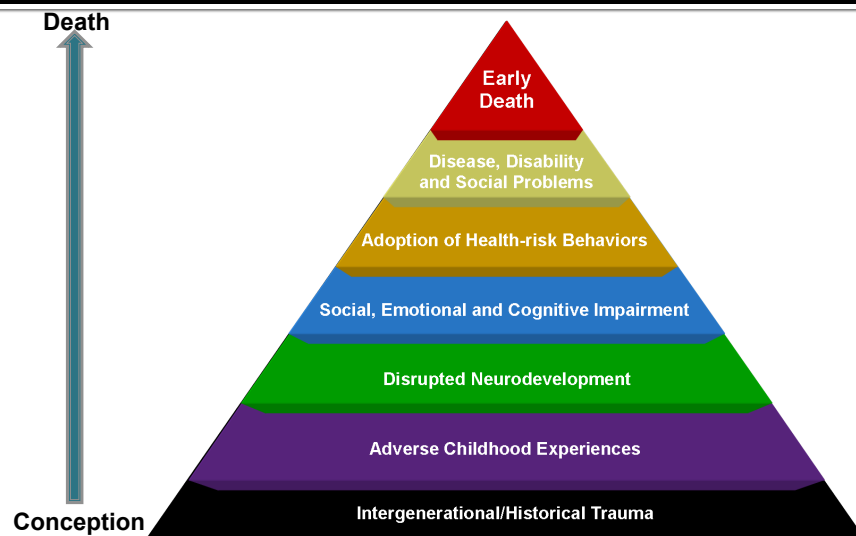 Death
Early
Death
Disease, Disability
and Social Problems
Adoption of Health-risk Behaviors
Social, Emotional and Cognitive Impairment
Disrupted Neurodevelopment
Adverse Childhood Experiences
Intergenerational/Historical Trauma
Conception